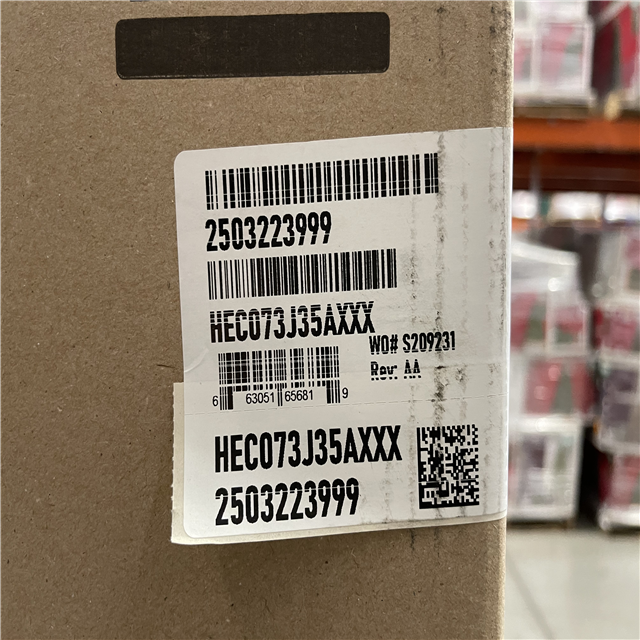 2503223999
HEC073J35AXXX
WO# S209231
Rev: AA
6 63051 65681 9
HEC073J35AXXX
2503223999